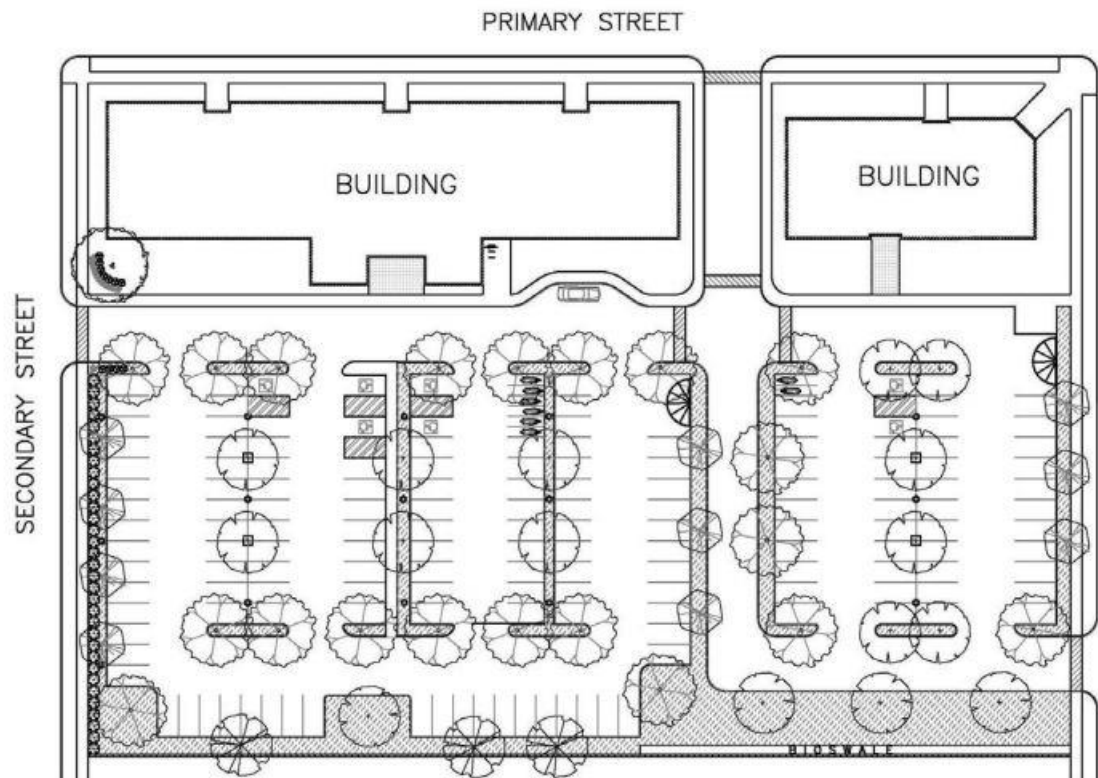 PRIMARY STREET
BUILDING
BUILDING
SECONDARY STREET
BIOSWALE